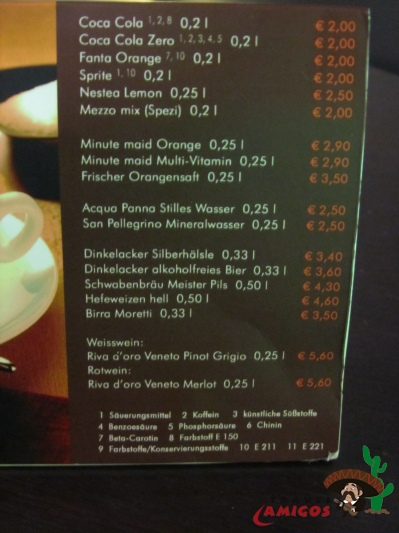 Coca Cola 1, 2, 8 0,2 l € 2,00
Coca Cola Zero 1, 2, 3, 4, 5 0,2 l € 2,00
Fanta Orange 7, 10 0,2 l € 2,00
Sprite 1, 10 0,2 l € 2,00
Nestea Lemon 0,25 l € 2,50
Mezzo mix (Spezi) 0,2 l € 2,00
Minute maid Orange 0,25 l € 2,90
Minute maid Multi-Vitamin 0,25 l € 2,90
Frischer Orangensaft 0,25 l € 3,50
Acqua Panna Stilles Wasser 0,25 l € 2,50
San Pellegrino Mineralwasser 0,25 l € 2,50
Dinkelacker Silberhälsle 0,33 l € 3,40
Dinkelacker alkoholfreies Bier 0,33 l € 3,60
Schwabenbräu Meister Pils 0,50 l € 4,30
Hefeweizen hell 0,50 l € 4,60
Birra Moretti 0,33 l € 3,50
Weisswein:
Riva d'oro Veneto Pinot Grigio 0,25 l € 5,60
Rotwein:
Riva d'oro Veneto Merlot 0,25 l € 5,60
1 Säuerungsmittel 2 Koffein 3 künstliche Süßstoffe
4 Benzoesäure 5 Phosphorsäure 6 Chinin
7 Beta-Carotin 8 Farbstoff E 150
9 Farbstoffe/Konservierungsstoffe 10 E 211 11 E 221
AMIGOS